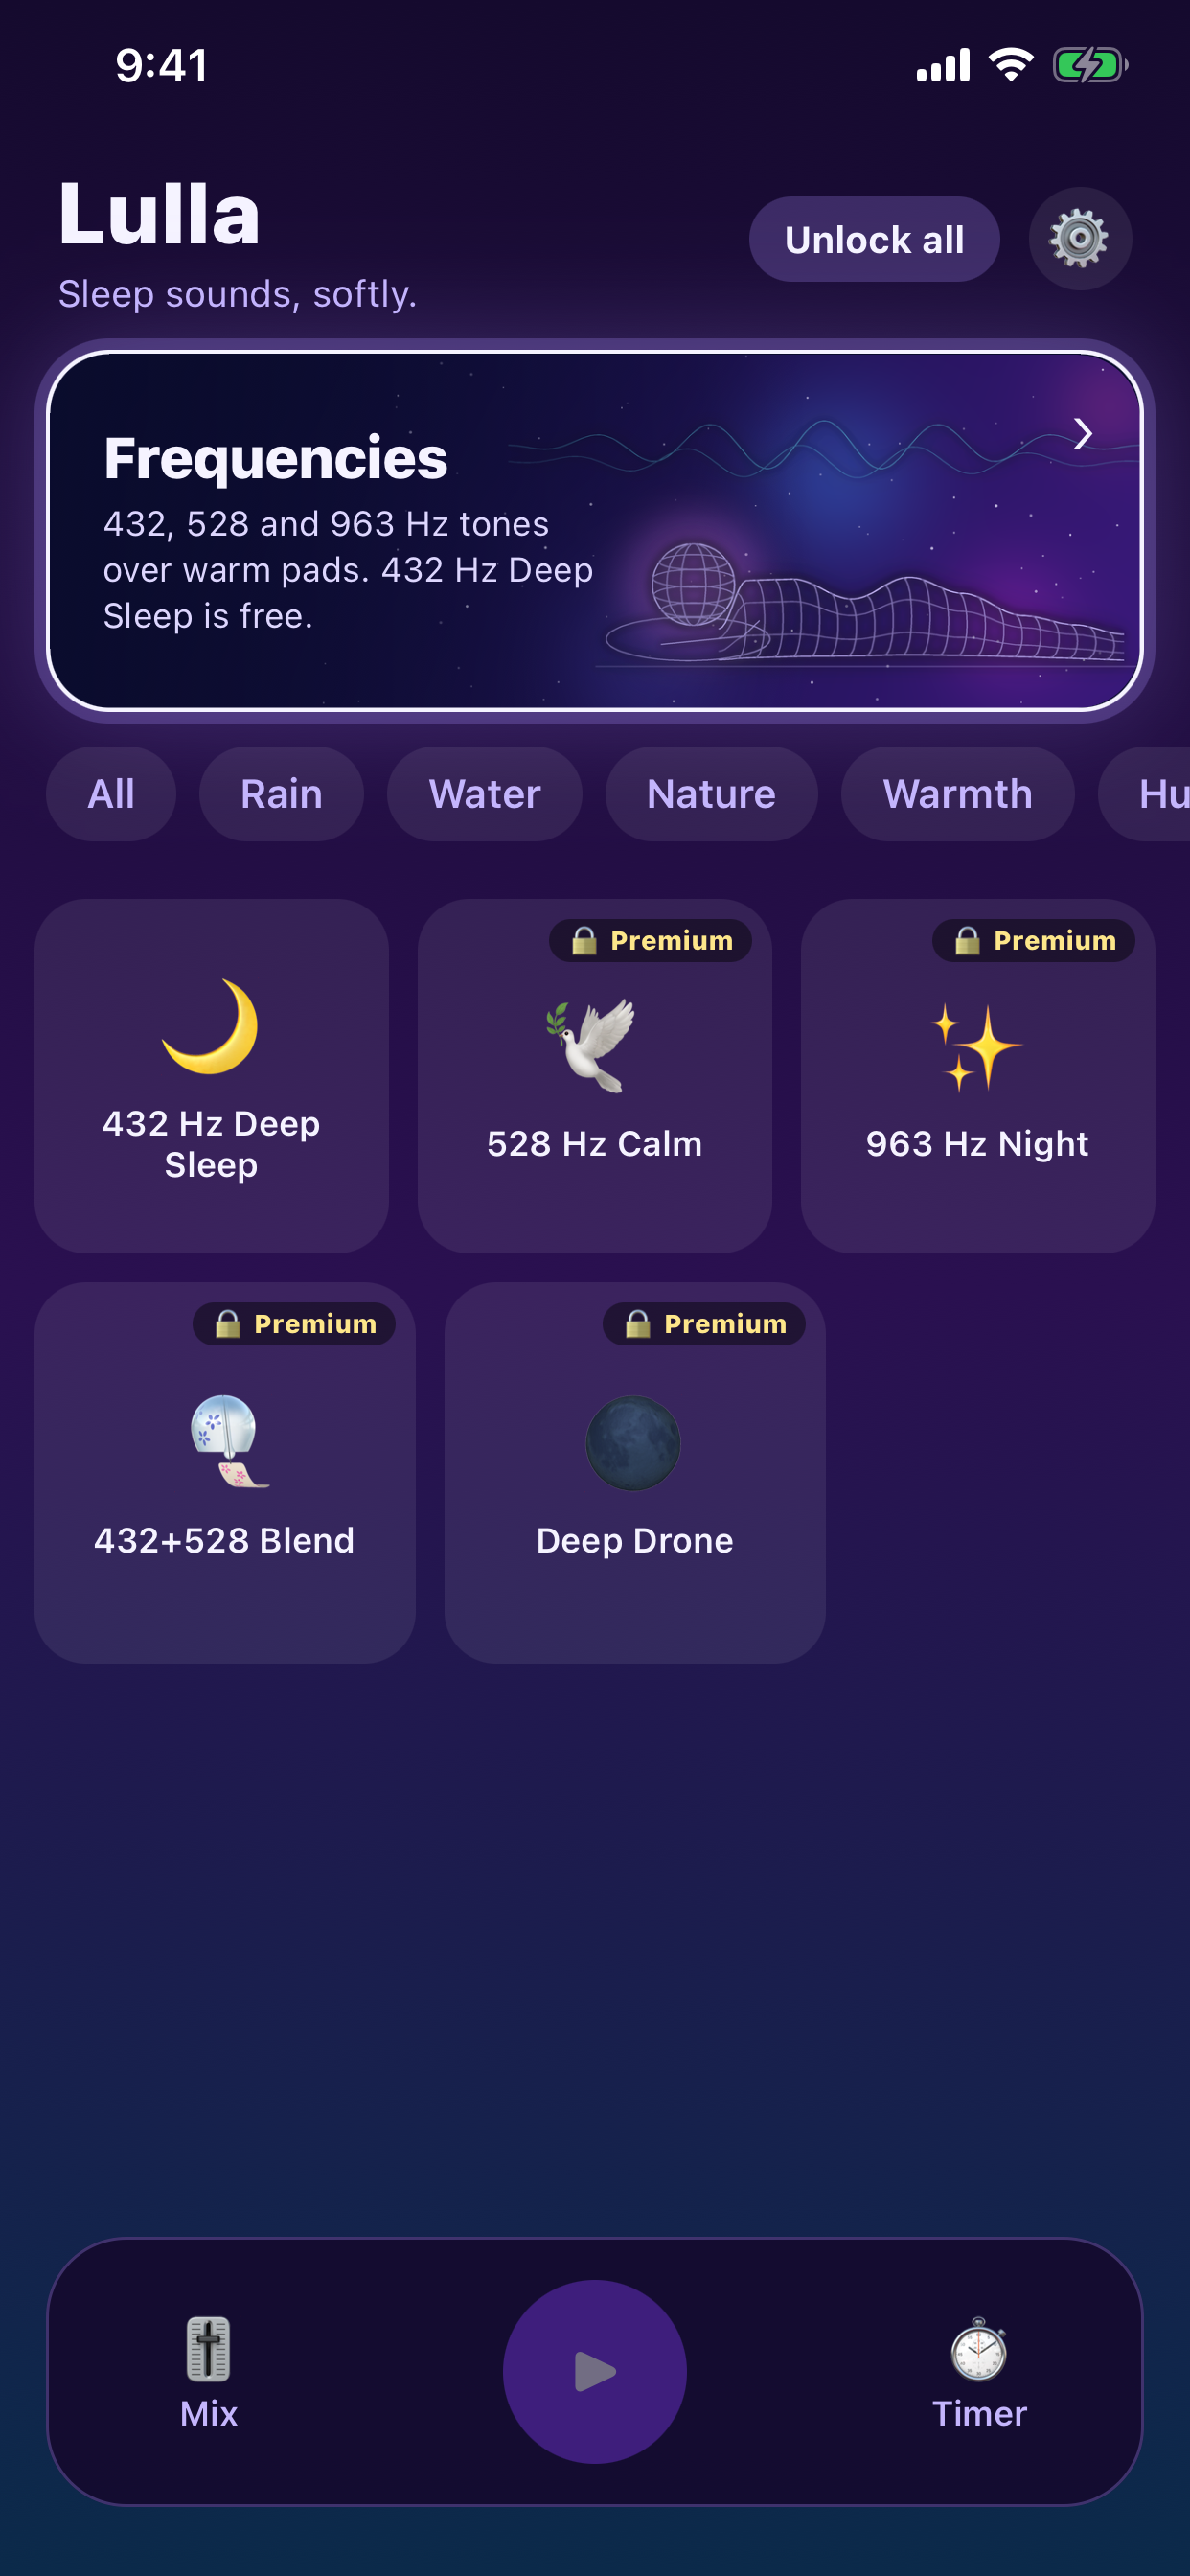 9:41
Lulla
Sleep sounds, softly.
Unlock all
Frequencies
432, 528 and 963 Hz tones
over warm pads. 432 Hz Deep
Sleep is free.
All
Rain
Water
Nature
Warmth
Hu
Premium
Premium
432 Hz Deep
Sleep
528 Hz Calm
963 Hz Night
Premium
Premium
432+528 Blend
Deep Drone
Mix
Timer